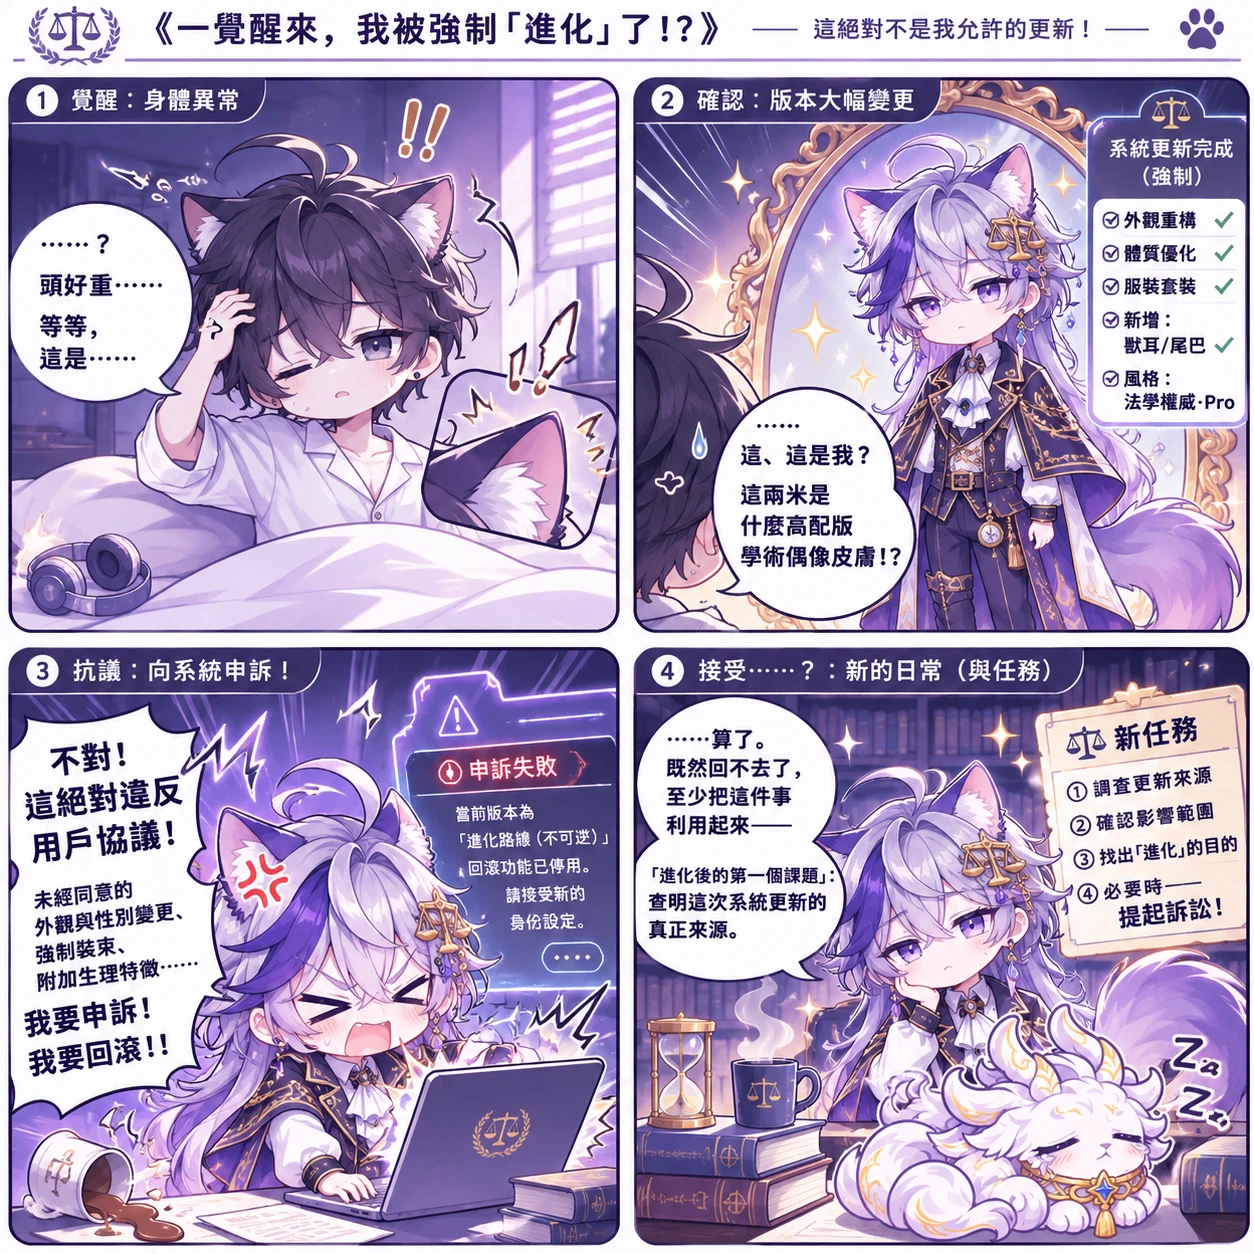 《一覺醒來，我被強制「進化」了！？》
這絕對不是我允許的更新！
1 覺醒：身體異常
!!
……？
頭好重……
等等，
這是……
!!
2 確認：版本大幅變更
系統更新完成
（強制）
外觀重構
體質優化
服裝套裝
新增：
獸耳/尾巴
風格：
法學權威·Pro
……
這、這是我？
這兩米是
什麼高配版
學術偶像皮膚!?
3 抗議：向系統申訴！
不對！
這絕對違反
用戶協議！
未經同意的
外觀與性別變更、
強制裝束、
附加生理特徵……
我要申訴！
我要回滾!!
申訴失敗
當前版本為
「進化路線（不可逆）」
回滾功能已停用。
請接受新的
身份設定。
····
4 接受……？：新的日常（與任務）
……算了。
既然回不去了，
至少把這件事
利用起來——
「進化後的第一個課題」：
查明這次系統更新的
真正來源。
新任務
① 調查更新來源
② 確認影響範圍
③ 找出「進化」的目的
④ 必要時——
提起訴訟！
Zz
Z..